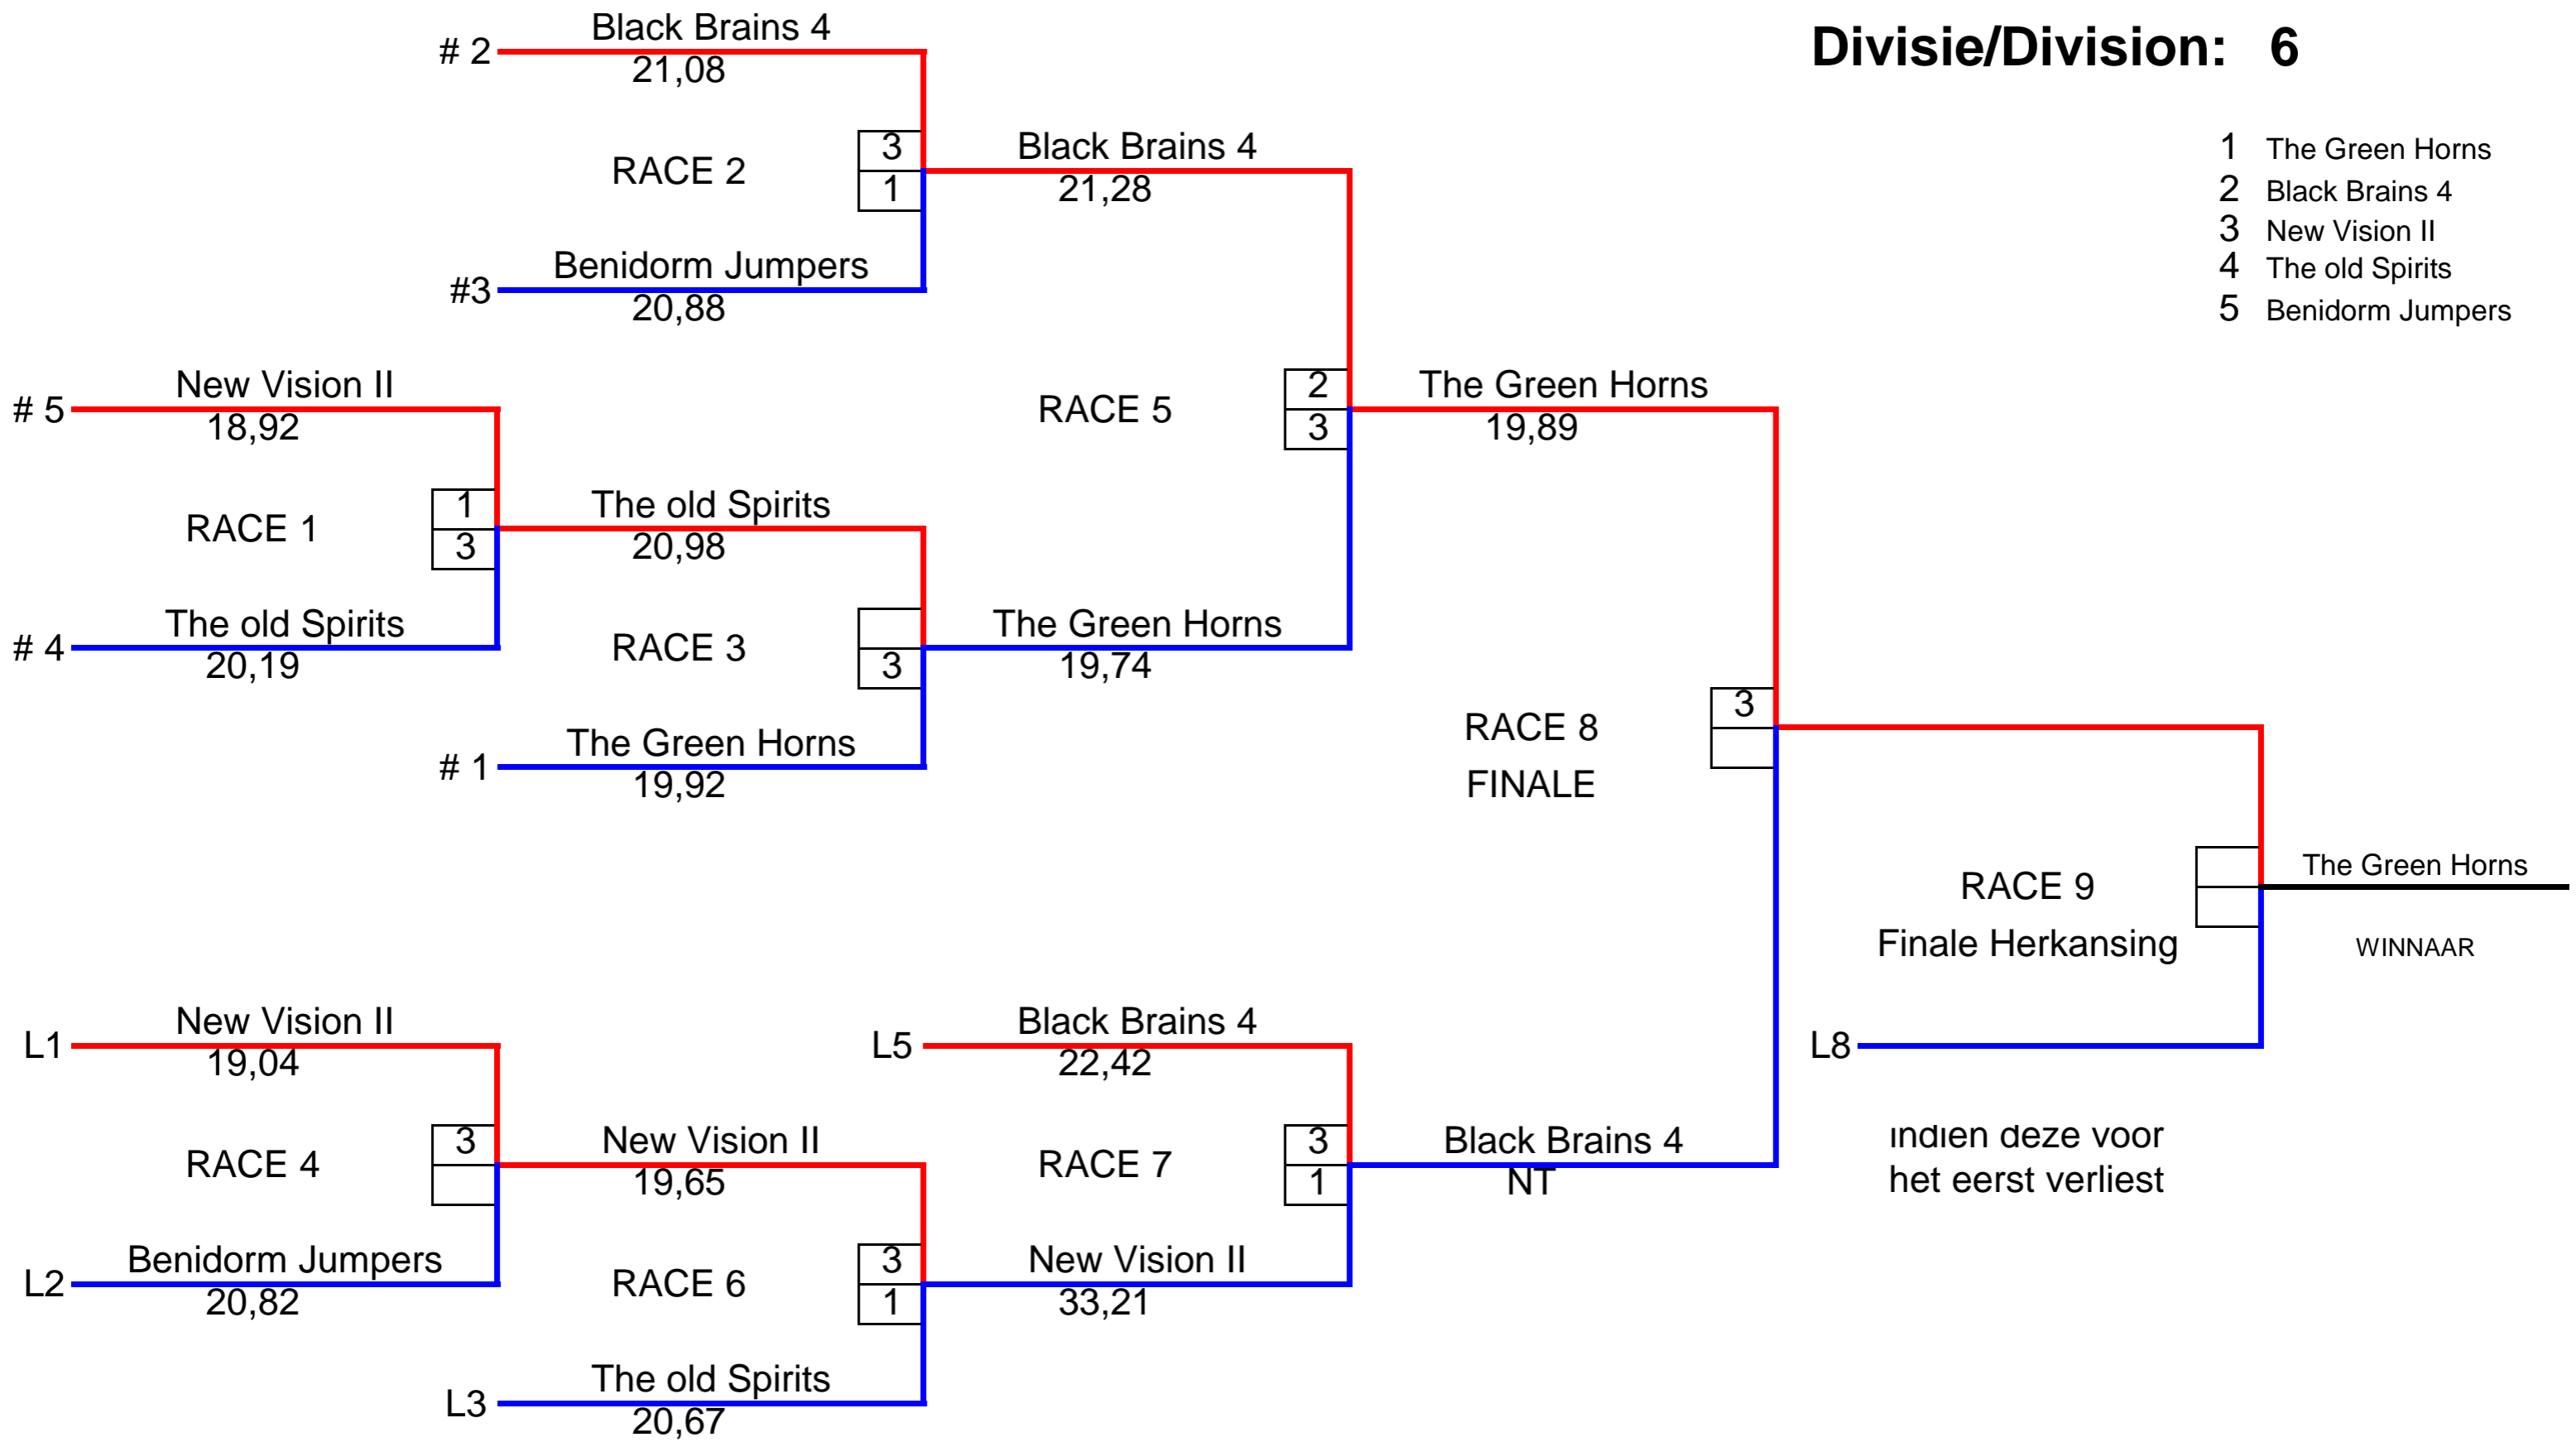 Divisie/Division: 6
1 The Green Horns
2 Black Brains 4
3 New Vision II
4 The old Spirits
5 Benidorm Jumpers
# 2 Black Brains 4
21,08
RACE 2
3
1
#3 Benidorm Jumpers
20,88
Black Brains 4
21,28
# 5 New Vision II
18,92
RACE 1
1
3
# 4 The old Spirits
20,19
The old Spirits
20,98
RACE 3
3
# 1 The Green Horns
19,92
The Green Horns
19,74
RACE 5
2
3
The Green Horns
19,89
RACE 8
FINALE
3
L1 New Vision II
19,04
RACE 4
3
L2 Benidorm Jumpers
20,82
New Vision II
19,65
RACE 6
3
1
L3 The old Spirits
20,67
L5 Black Brains 4
22,42
RACE 7
3
1
New Vision II
33,21
Black Brains 4
NT
RACE 9
Finale Herkansing
L8
indien deze voor
het eerst verliest
The Green Horns
WINNAAR